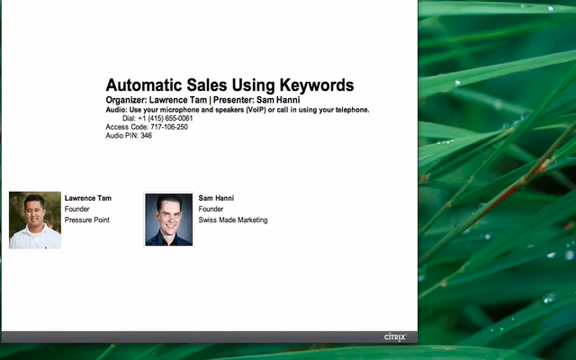 Automatic Sales Using Keywords
Organizer: Lawrence Tam | Presenter: Sam Hanni
Audio: Use your microphone and speakers (VoIP) or call in using your telephone.
Dial: +1 (415) 655-0061
Access Code: 717-106-250
Audio PIN: 346
Lawrence Tam
Founder
Pressure Point
Sam Hanni
Founder
Swiss Made Marketing
CITRIX